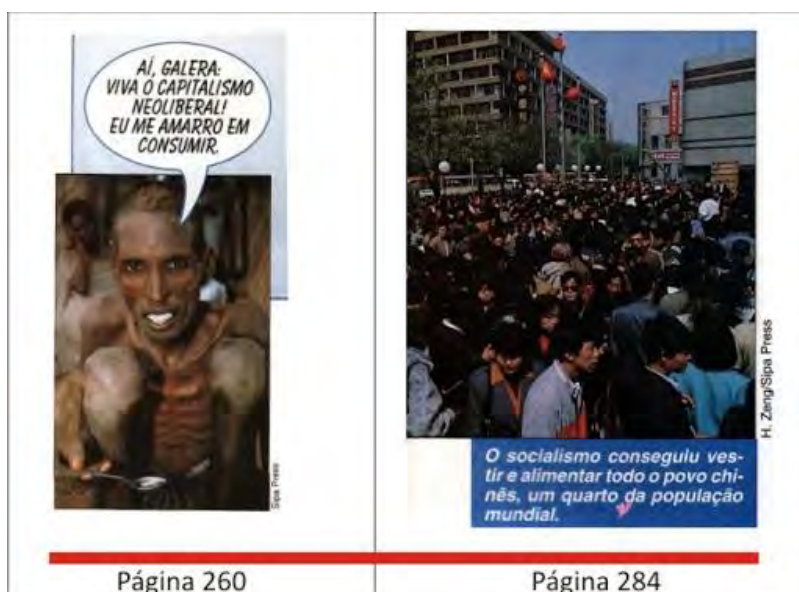 AÍ, GALERA:
VIVA O CAPITALISMO
NEOLIBERAL!
EU ME AMARRO EM
CONSUMIR.
Sipa Press
H. Zeng/Sipa Press
O socialismo conseguiu ves-
tir e alimentar todo o povo chi-
nês, um quarto da população
mundial.
Página 260
Página 284